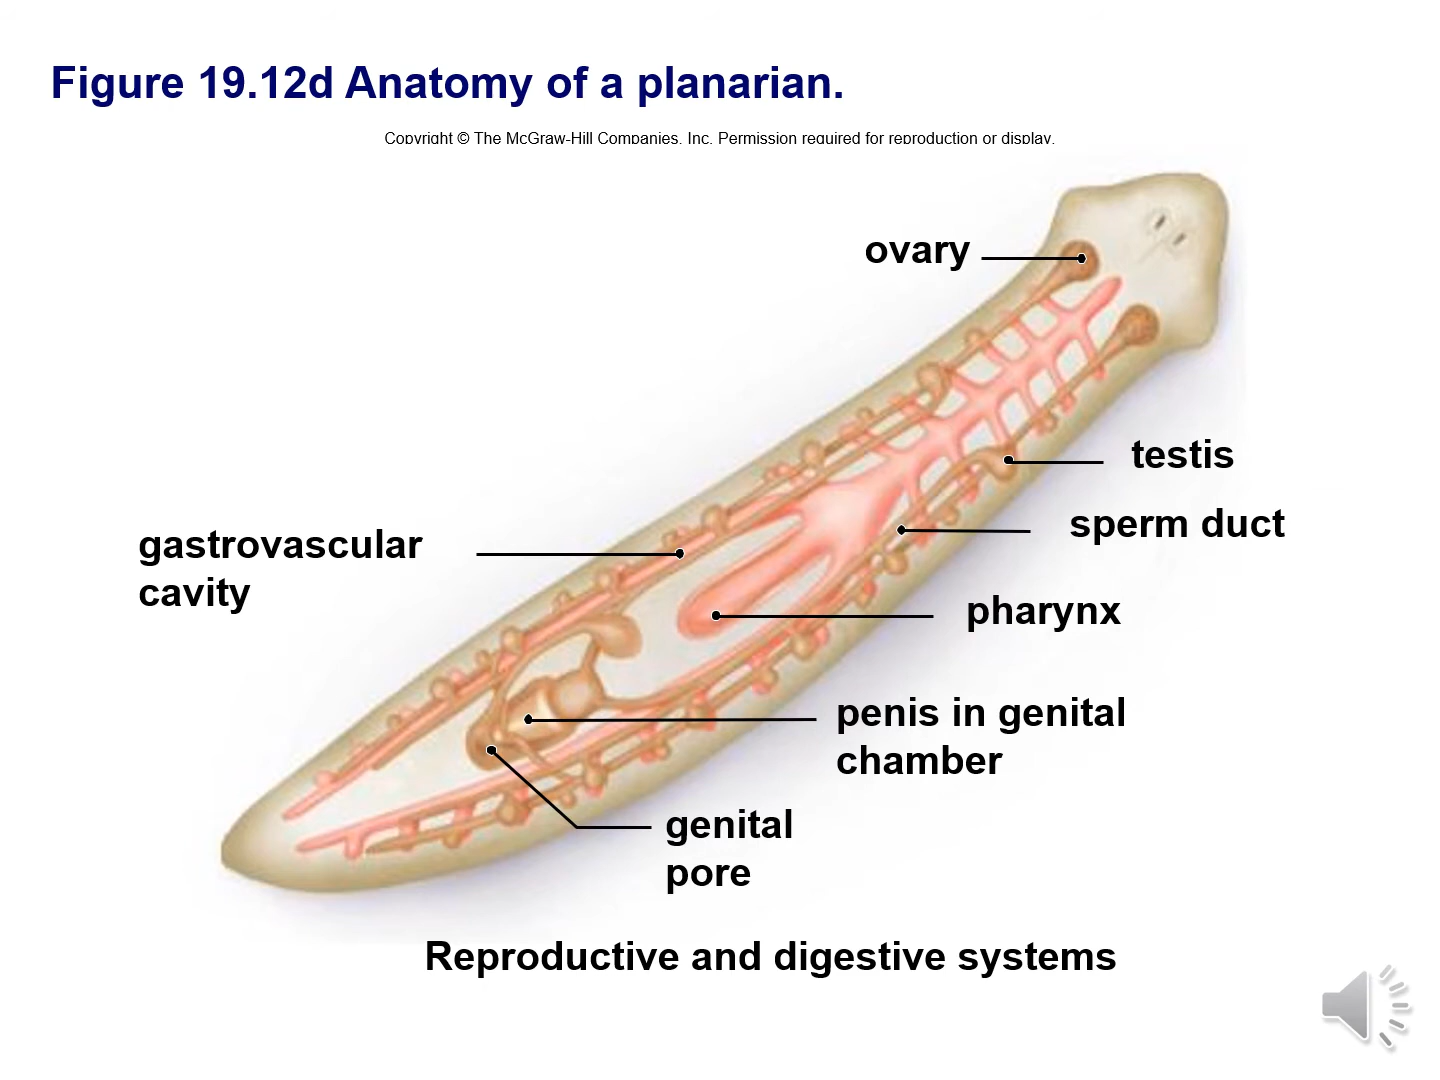 Figure 19.12d Anatomy of a planarian.
Copyright © The McGraw-Hill Companies, Inc. Permission required for reproduction or display.
ovary
testis
sperm duct
gastrovascular
cavity
pharynx
penis in genital
chamber
genital
pore
Reproductive and digestive systems